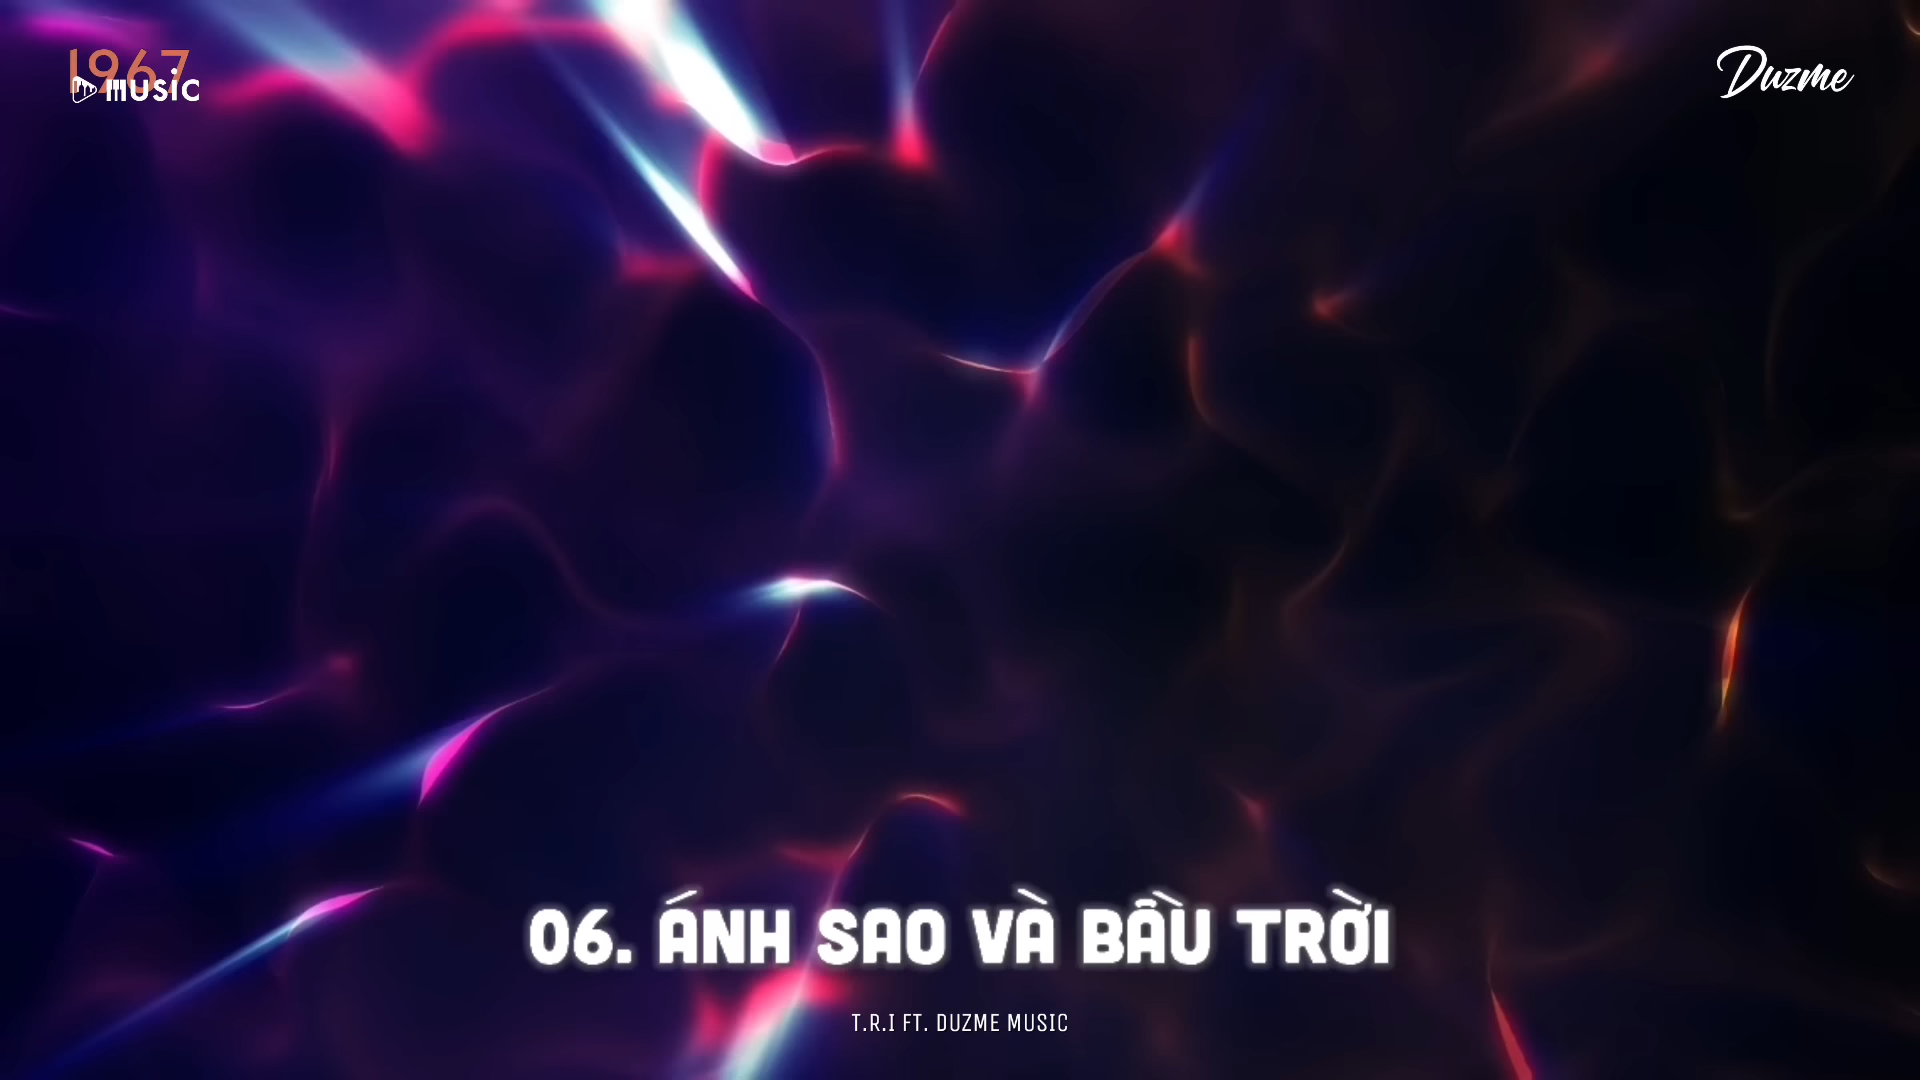 1967
music
Duzme
06. ÁNH SAO VÀ BẦU TRỜI
T.R.I FT. DUZME MUSIC